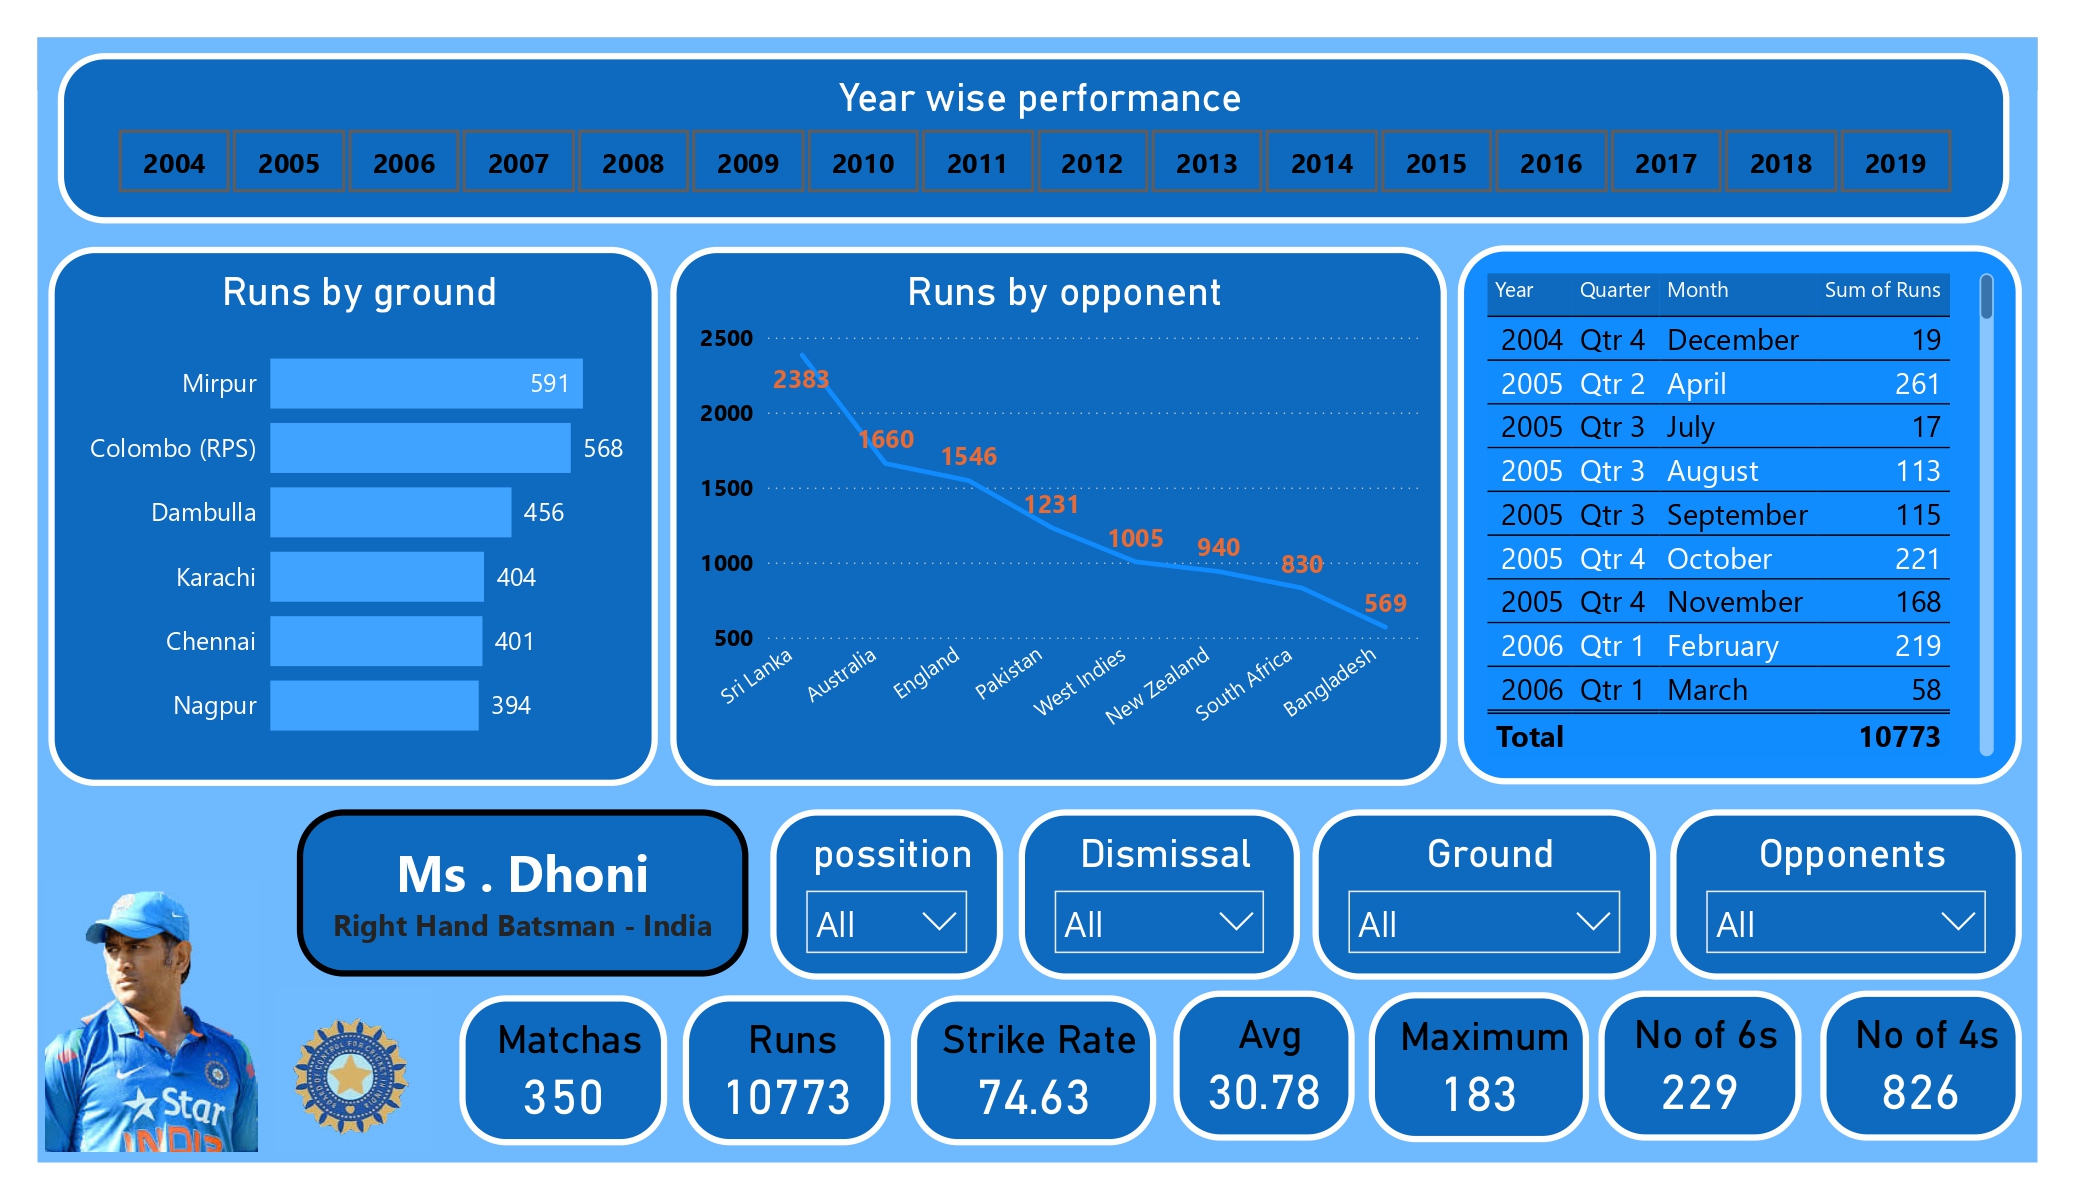 Year wise performance
2004 2005 2006 2007 2008 2009 2010 2011 2012 2013 2014 2015 2016 2017 2018 2019
Runs by ground
Mirpur 591
Colombo (RPS) 568
Dambulla 456
Karachi 404
Chennai 401
Nagpur 394
Runs by opponent
2500
2000
1500
1000
500
2383 1660 1546 1231 1005 940 830 569
Sri Lanka Australia England Pakistan West Indies New Zealand South Africa Bangladesh
Year Quarter Month Sum of Runs
2004 Qtr 4 December 19
2005 Qtr 2 April 261
2005 Qtr 3 July 17
2005 Qtr 3 August 113
2005 Qtr 3 September 115
2005 Qtr 4 October 221
2005 Qtr 4 November 168
2006 Qtr 1 February 219
2006 Qtr 1 March 58
Total 10773
Ms . Dhoni
Right Hand Batsman - India
possition
All
Dismissal
All
Ground
All
Opponents
All
Matchas
350
Runs
10773
Strike Rate
74.63
Avg
30.78
Maximum
183
No of 6s
229
No of 4s
826
Star
INDIA